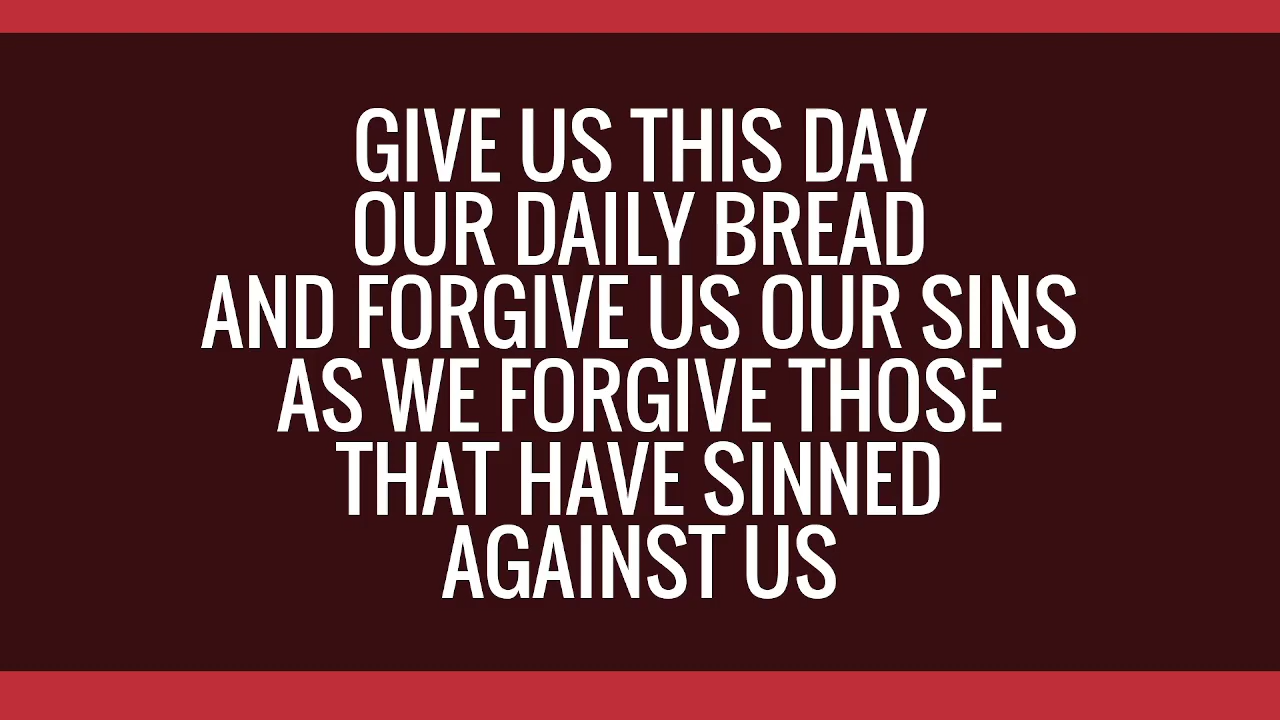 GIVE US THIS DAY
OUR DAILY BREAD
AND FORGIVE US OUR SINS
AS WE FORGIVE THOSE
THAT HAVE SINNED
AGAINST US